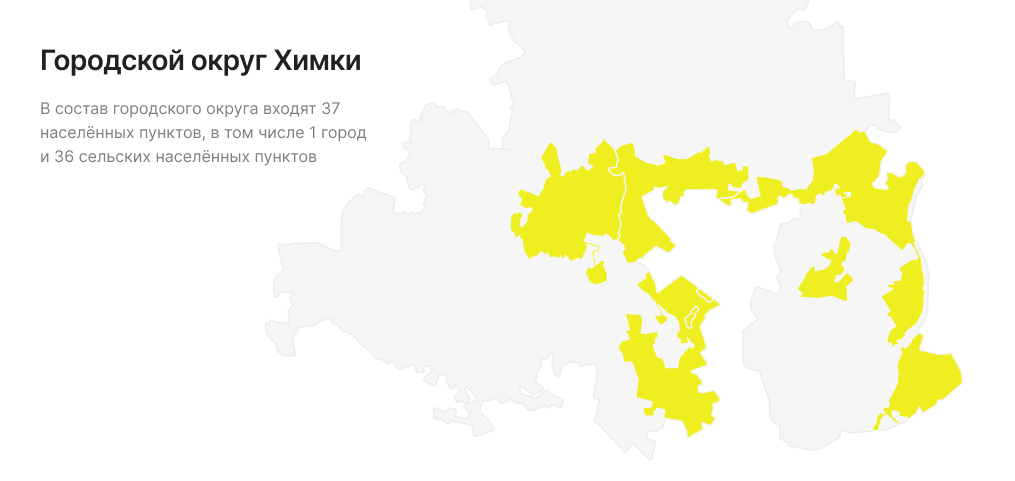 Городской округ Химки
В состав городского округа входят 37
населённых пунктов, в том числе 1 город
и 36 сельских населённых пунктов